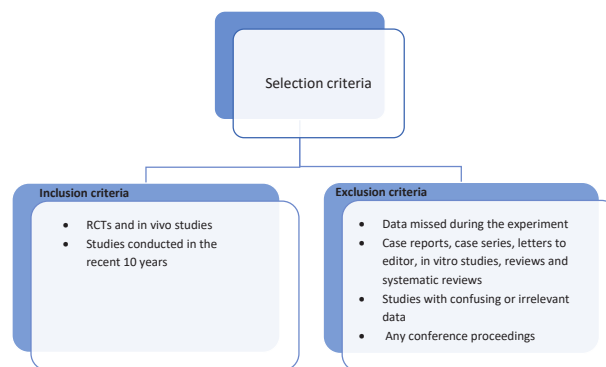 Selection criteria
Inclusion criteria
• RCTs and in vivo studies
• Studies conducted in the
recent 10 years
Exclusion criteria
• Data missed during the experiment
• Case reports, case series, letters to
editor, in vitro studies, reviews and
systematic reviews
• Studies with confusing or irrelevant
data
• Any conference proceedings